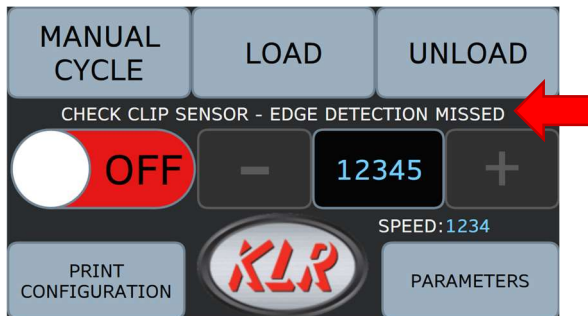 MANUAL
CYCLE
LOAD
UNLOAD
CHECK CLIP SENSOR - EDGE DETECTION MISSED
OFF
-
12345
+
SPEED:1234
PRINT
CONFIGURATION
KLR
PARAMETERS